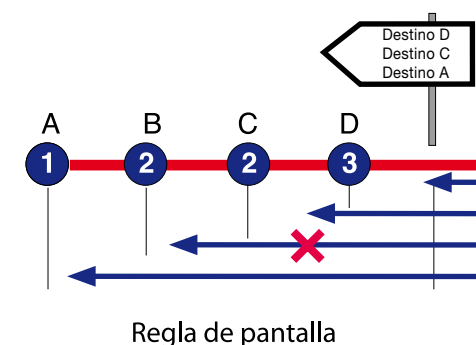 Destino D
Destino C
Destino A
A B C D
1 2 2 3
Regla de pantalla